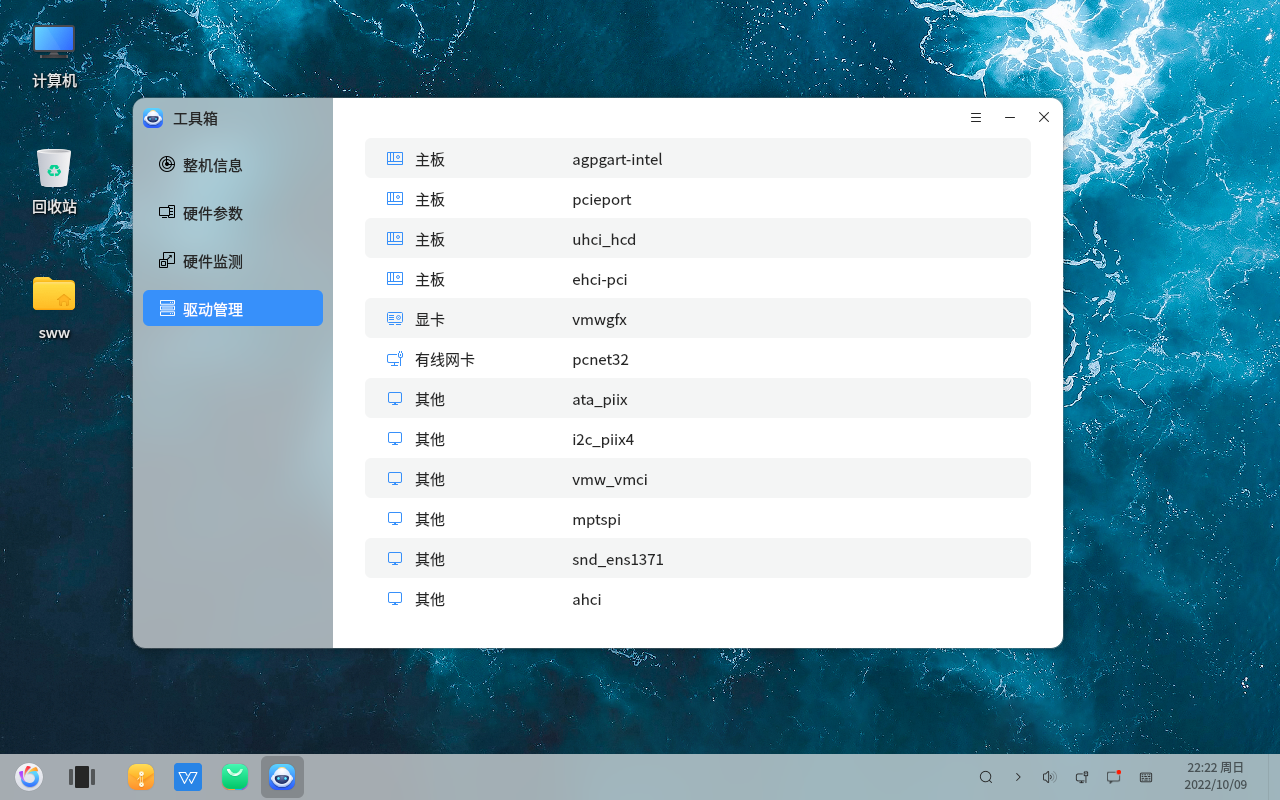 计算机
回收站
sww
工具箱
整机信息
硬件参数
硬件监测
驱动管理
主板 agpgart-intel
主板 pcieport
主板 uhci_hcd
主板 ehci-pci
显卡 vmwgfx
有线网卡 pcnet32
其他 ata_piix
其他 i2c_piix4
其他 vmw_vmci
其他 mptspi
其他 snd_ens1371
其他 ahci
22:22 周日
2022/10/09